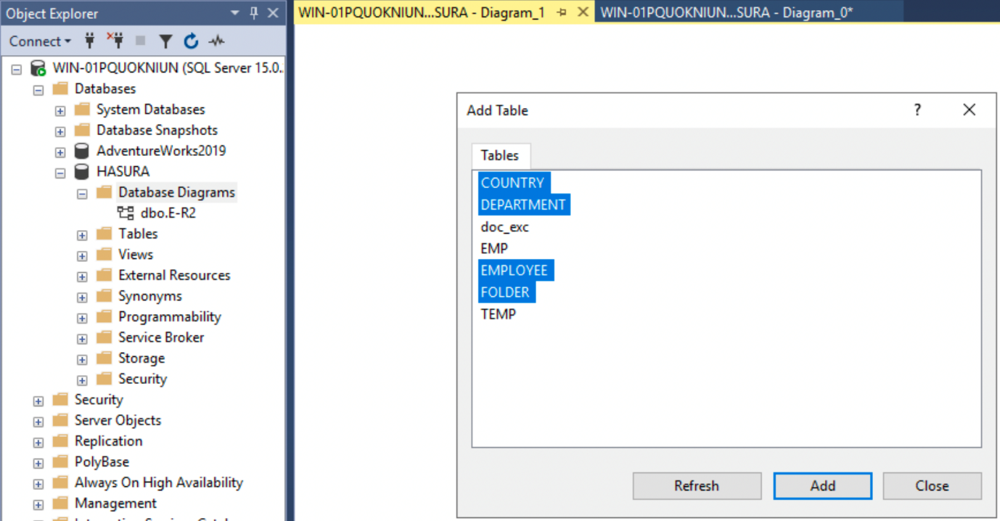 Object Explorer
Connect
WIN-01PQUOKNIUN (SQL Server 15.0..
Databases
System Databases
Database Snapshots
AdventureWorks2019
HASURA
Database Diagrams
dbo.E-R2
Tables
Views
External Resources
Synonyms
Programmability
Service Broker
Storage
Security
Security
Server Objects
Replication
PolyBase
Always On High Availability
Management
WIN-01PQUOKNIUN...SURA - Diagram_1
WIN-01PQUOKNIUN...SURA - Diagram_0*
Add Table ?
Tables
COUNTRY
DEPARTMENT
doc_exc
EMP
EMPLOYEE
FOLDER
TEMP
Refresh Add Close